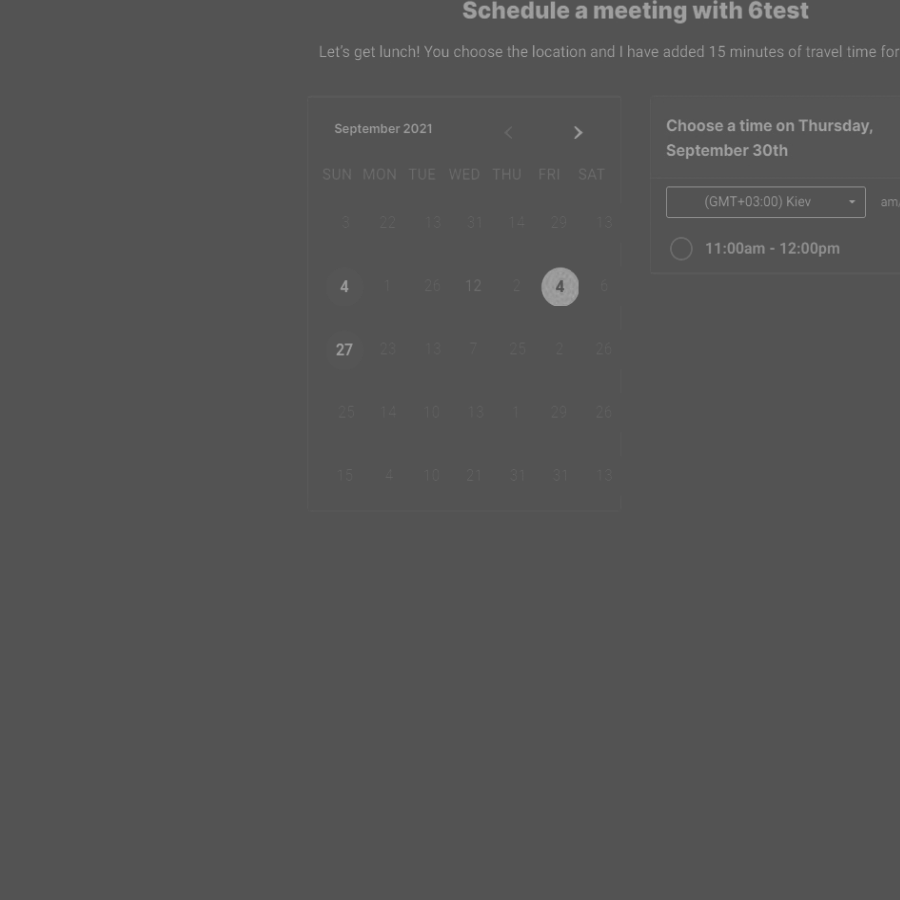 Schedule a meeting with 6test
Let's get lunch! You choose the location and I have added 15 minutes of travel time for
September 2021
SUN MON TUE WED THU FRI SAT
3 22 13 31 14 29 13
4 1 26 12 2 4 6
27 23 13 7 25 2 26
25 14 10 13 1 29 26
15 4 10 21 31 31 13
Choose a time on Thursday,
September 30th
(GMT+03:00) Kiev am/
11:00am - 12:00pm